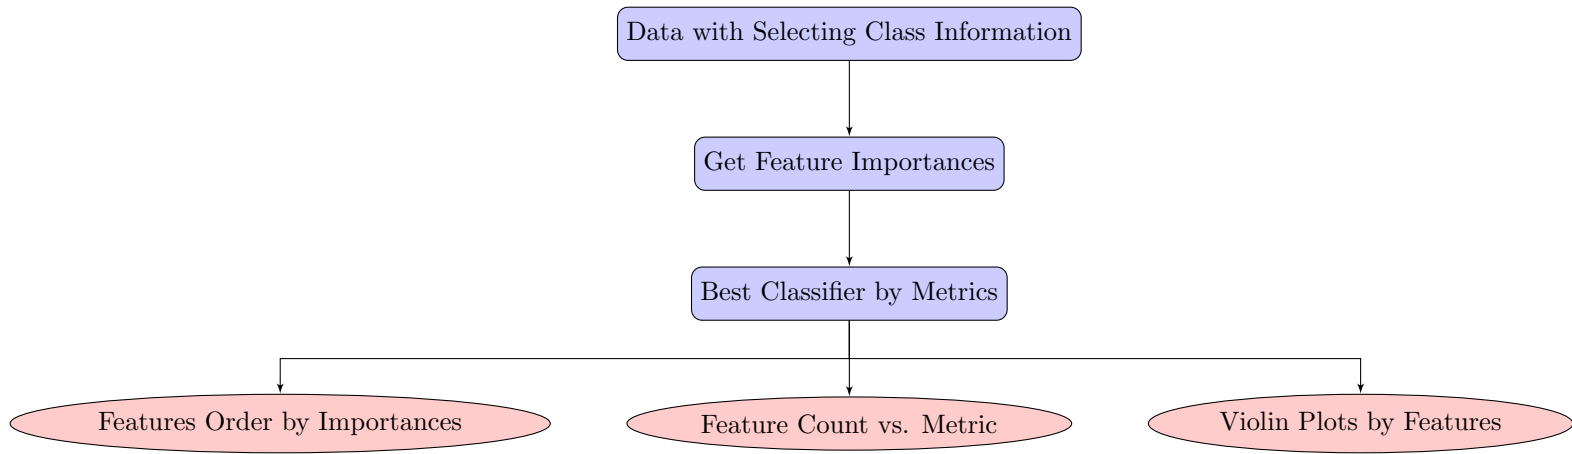 Data with Selecting Class Information
Get Feature Importances
Best Classifier by Metrics
Features Order by Importances
Feature Count vs. Metric
Violin Plots by Features